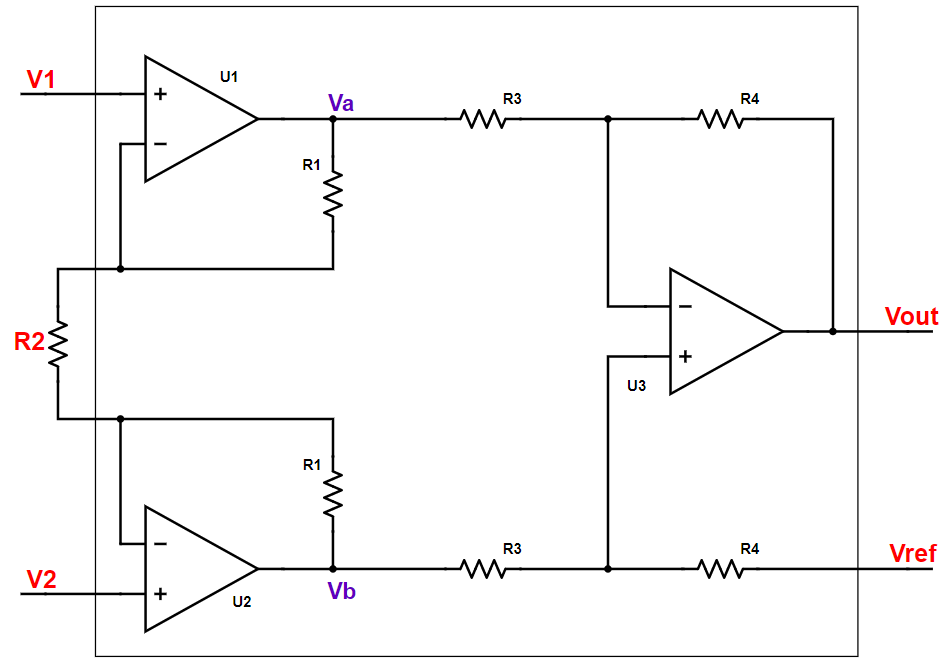 V1
U1
+
−
Va
R3
R4
R1
R2
−
+
U3
Vout
R1
−
+
U2
V2
Vb
R3
R4
Vref